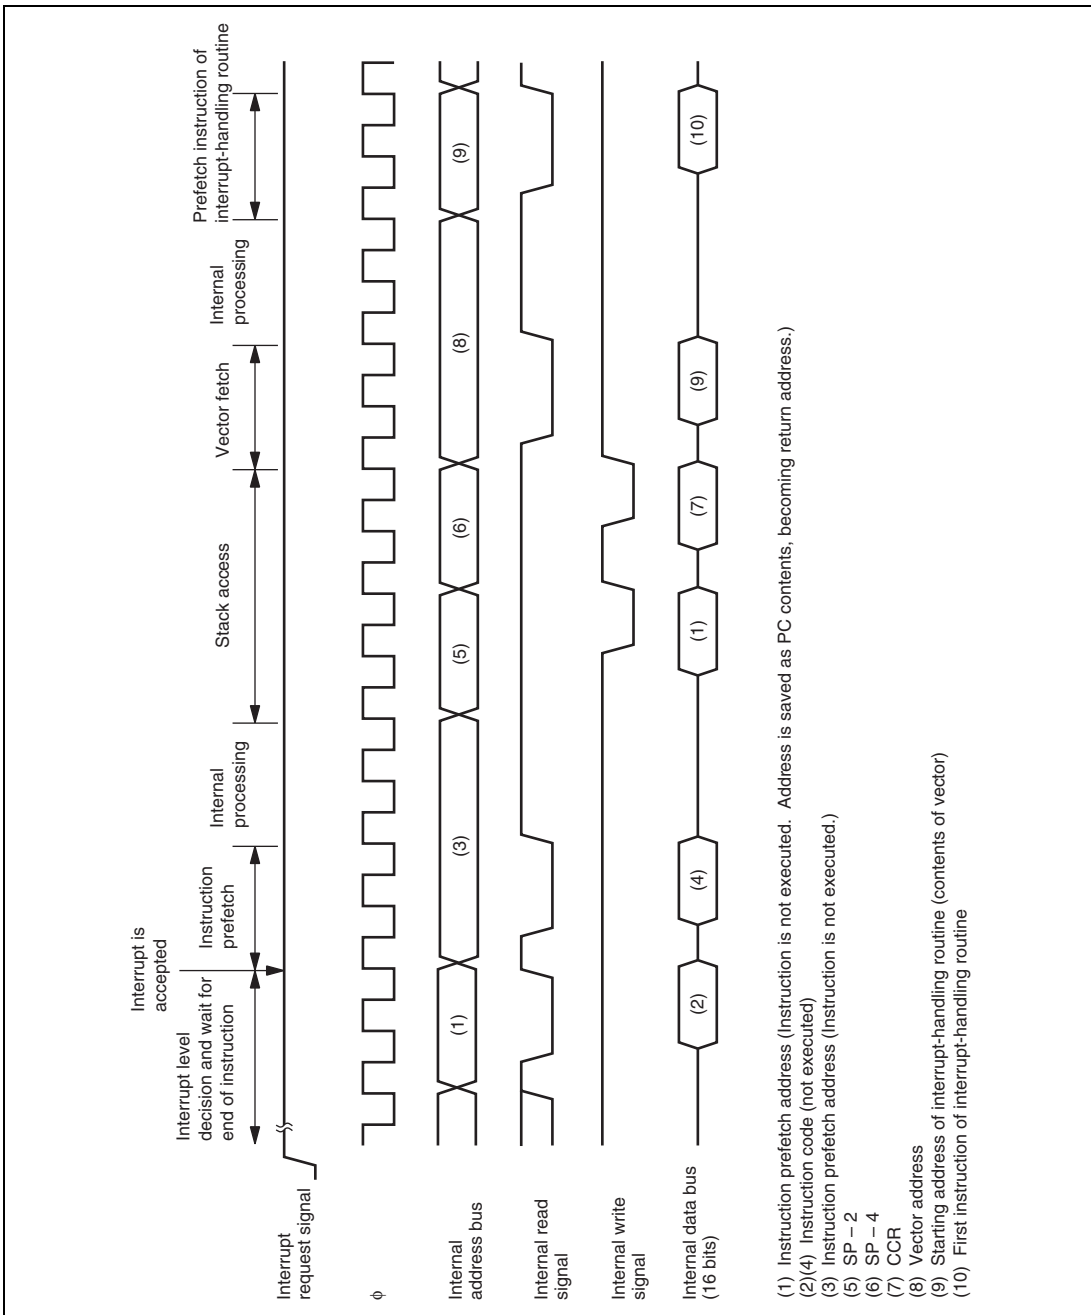 Interrupt is
accepted
Interrupt level
decision and wait for
end of instruction
Instruction
prefetch
Internal
processing
Stack access
Vector fetch
Internal
processing
Prefetch instruction of
interrupt-handling routine
Interrupt
request signal
φ
Internal
address bus
(1)
(3)
(5)
(6)
(8)
(9)
Internal read
signal
Internal write
signal
Internal data bus
(16 bits)
(2)
(4)
(1)
(7)
(9)
(10)
(1) Instruction prefetch address (Instruction is not executed. Address is saved as PC contents, becoming return address.)
(2)(4) Instruction code (not executed)
(3) Instruction prefetch address (Instruction is not executed.)
(5) SP – 2
(6) SP – 4
(7) CCR
(8) Vector address
(9) Starting address of interrupt-handling routine (contents of vector)
(10) First instruction of interrupt-handling routine